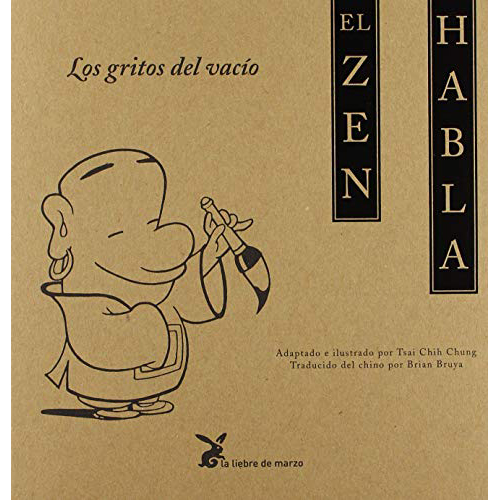 Los gritos del vacío
EL ZEN
HABLA
Adaptado e ilustrado por Tsai Chih Chung
Traducido del chino por Brian Bruya
la liebre de marzo